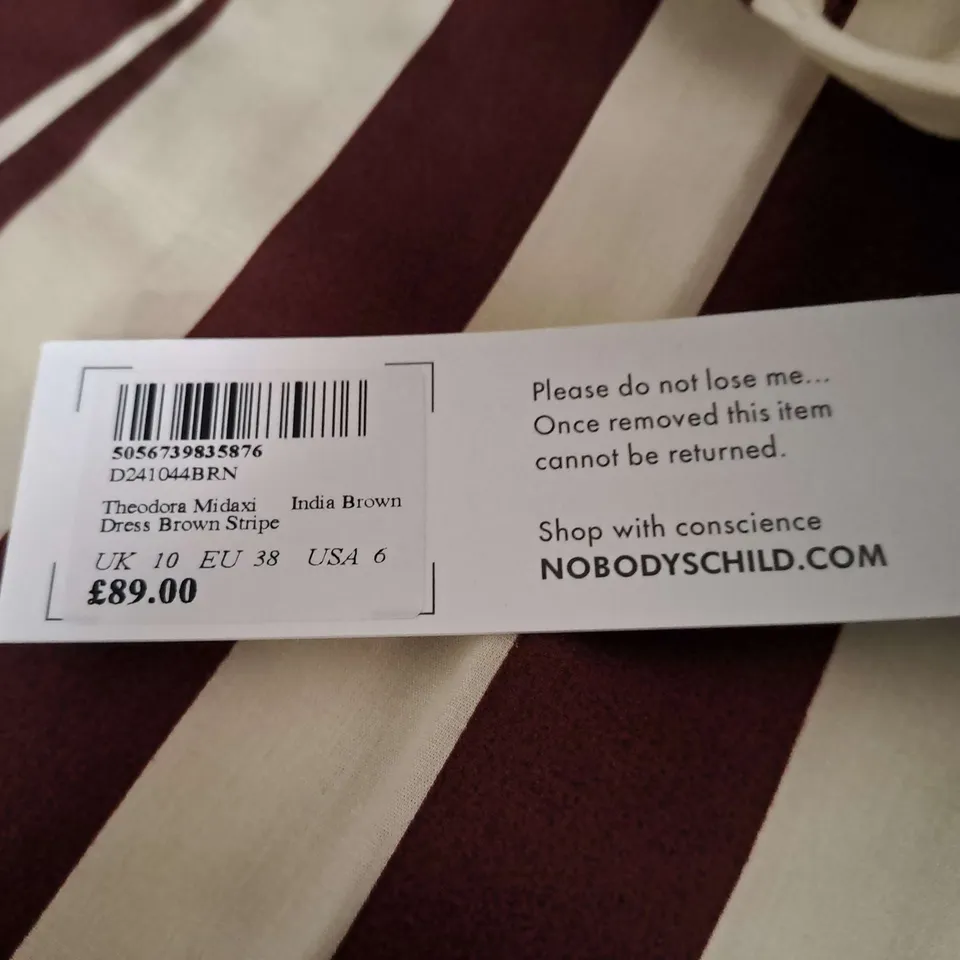 5056739835876
D241044BRN
Theodora Midaxi India Brown
Dress Brown Stripe
UK 10 EU 38 USA 6
£89.00
Please do not lose me...
Once removed this item
cannot be returned.
Shop with conscience
NOBODYSCHILD.COM